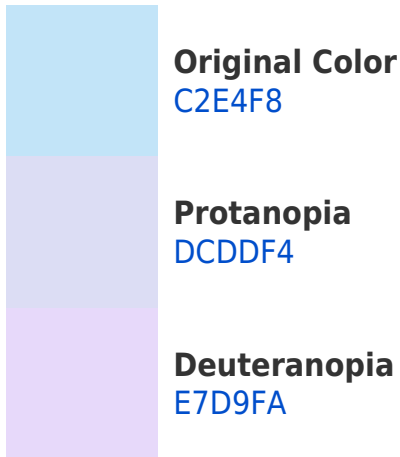 Original Color
C2E4F8
Protanopia
DCDDF4
Deuteranopia
E7D9FA